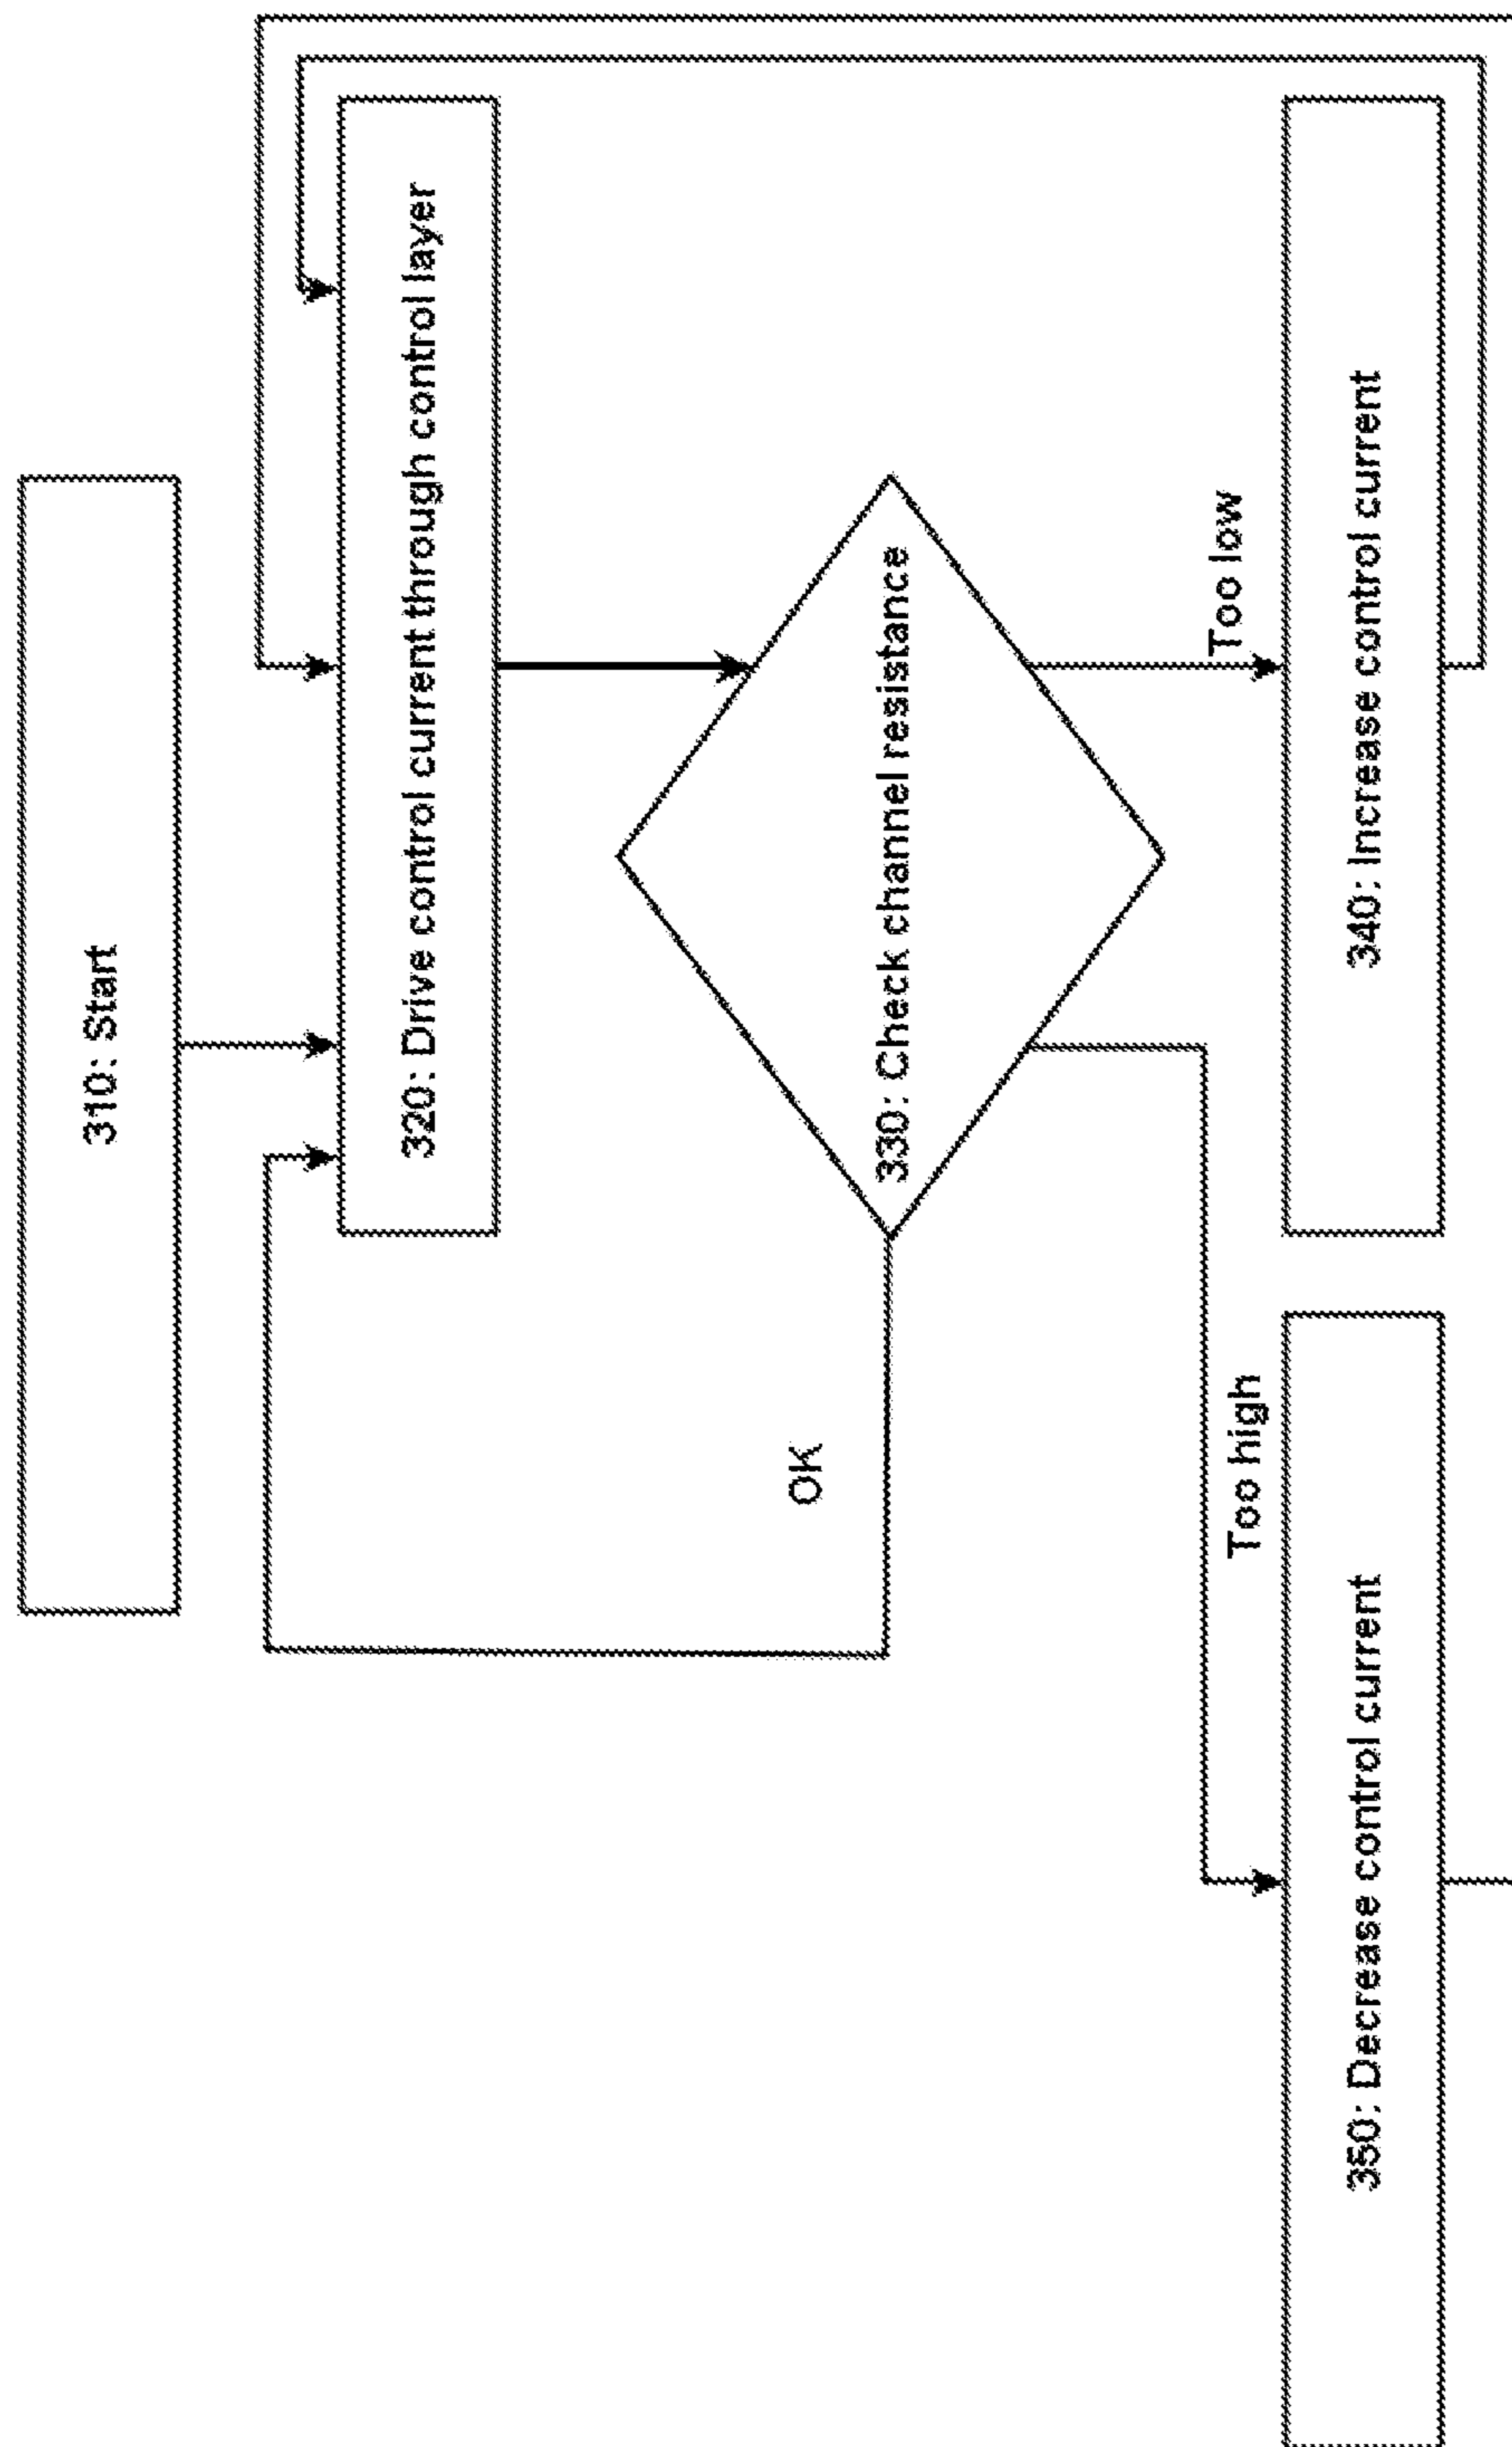 310: Start
320: Drive control current through control layer
330: Check channel resistance
OK
Too low
Too high
340: Increase control current
350: Decrease control current